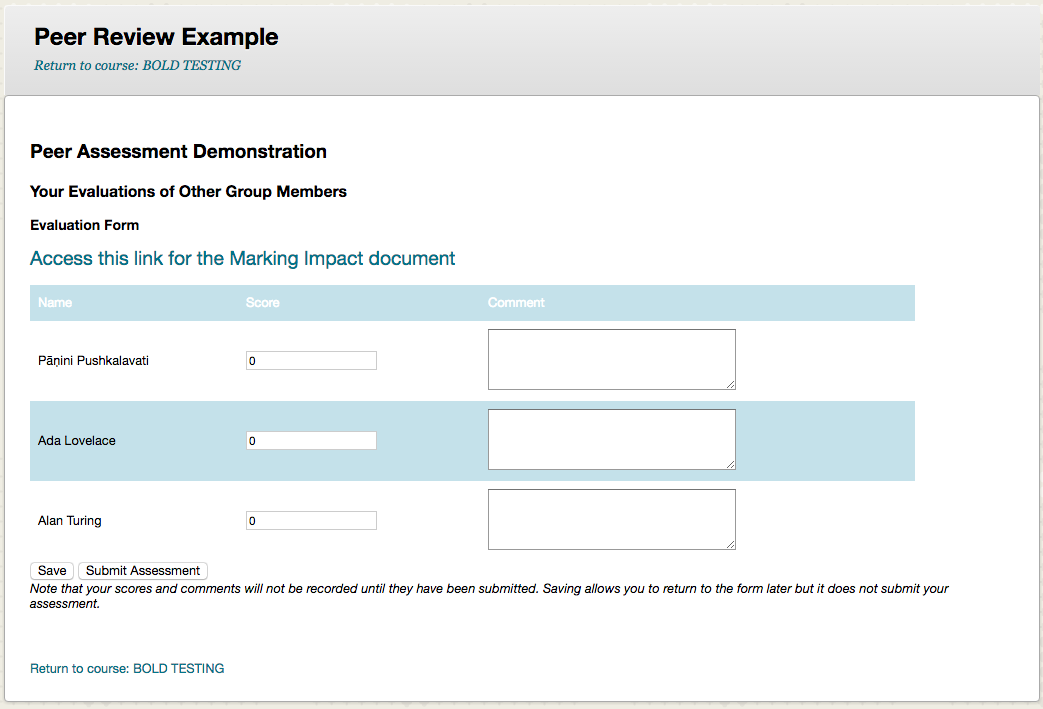 Peer Review Example
Return to course: BOLD TESTING
Peer Assessment Demonstration
Your Evaluations of Other Group Members
Evaluation Form
Access this link for the Marking Impact document
Name Score Comment
Pāṇini Pushkalavati 0
Ada Lovelace 0
Alan Turing 0
Save Submit Assessment
Note that your scores and comments will not be recorded until they have been submitted. Saving allows you to return to the form later but it does not submit your
assessment.
Return to course: BOLD TESTING